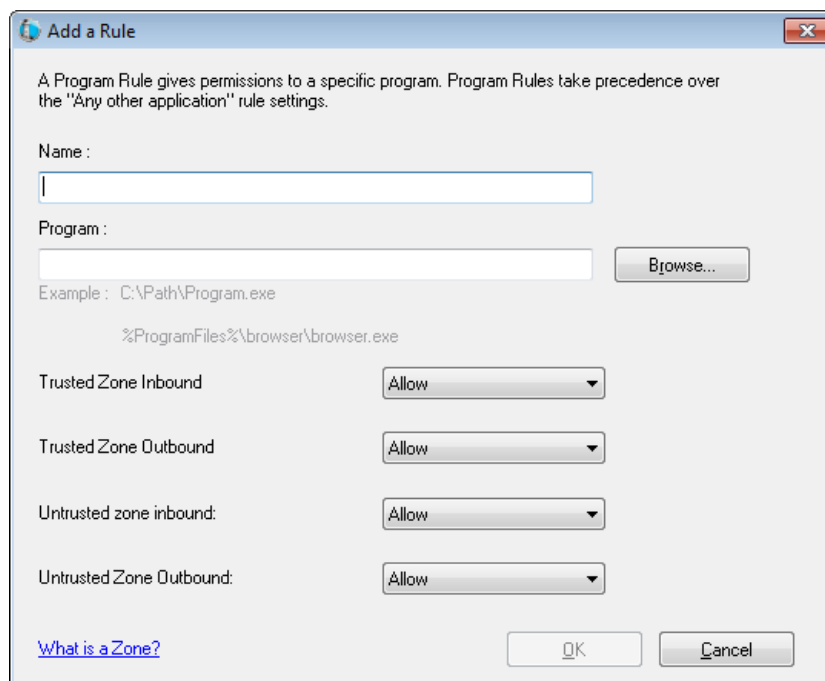 Add a Rule
A Program Rule gives permissions to a specific program. Program Rules take precedence over
the "Any other application" rule settings.
Name :
Program :
Browse...
Example : C:\Path\Program.exe
%ProgramFiles%\browser\browser.exe
Trusted Zone Inbound
Allow
Trusted Zone Outbound
Allow
Untrusted zone inbound:
Allow
Untrusted Zone Outbound:
Allow
What is a Zone?
OK
Cancel